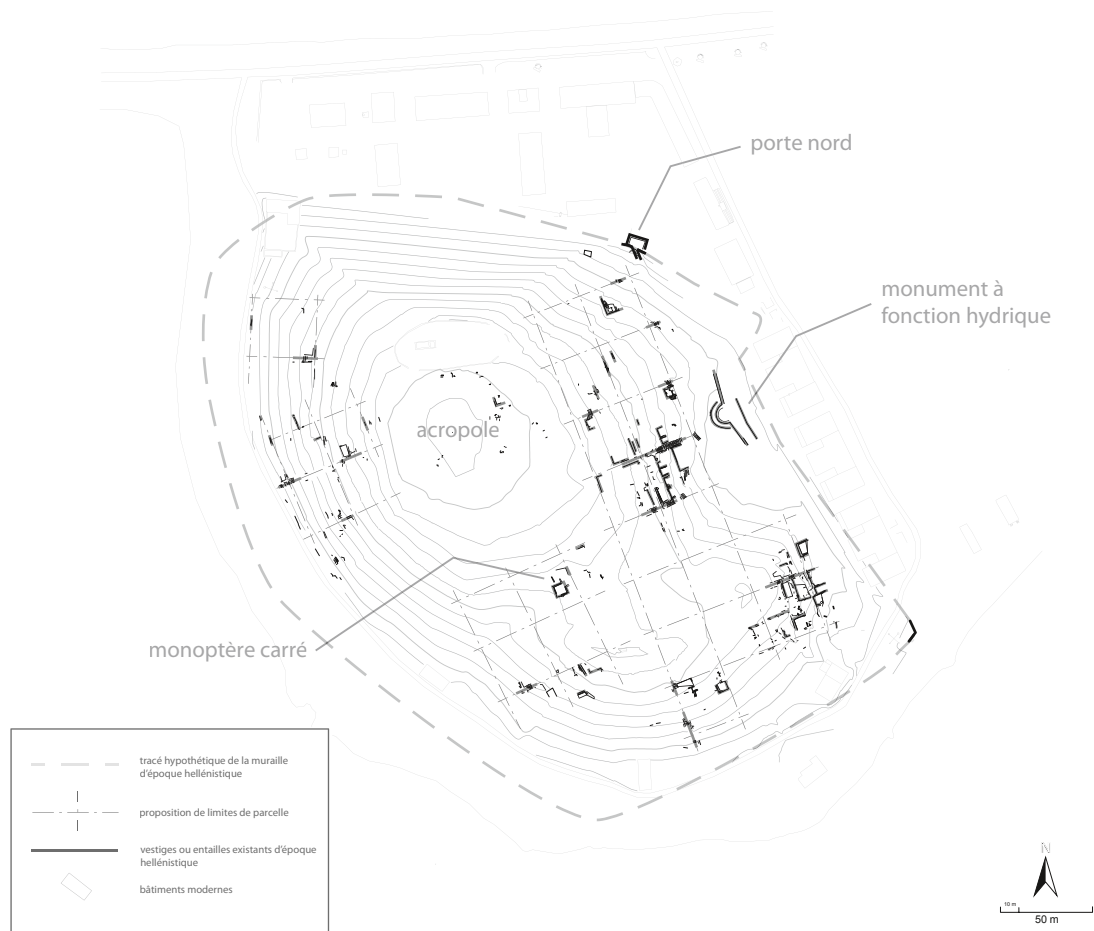 porte nord
monument à
fonction hydrique
acropole
monoptère carré
tracé hypothétique de la muraille
d'époque hellénistique
proposition de limites de parcelle
vestiges ou entailles existants d'époque
hellénistique
bâtiments modernes
N
10 m
50 m